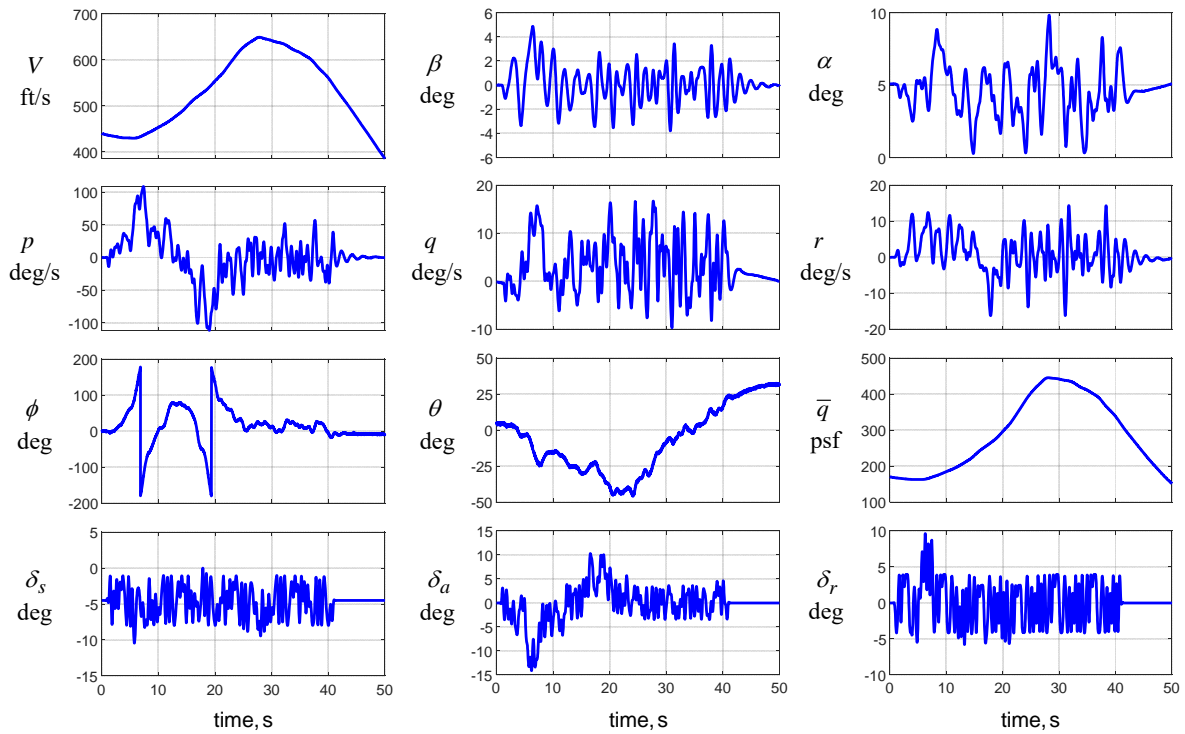 V
ft/s
700
600
500
400
β
deg
6
4
2
0
-2
-4
-6
α
deg
10
5
0
p
deg/s
100
50
0
-50
-100
q
deg/s
20
10
0
-10
r
deg/s
20
10
0
-10
-20
ϕ
deg
200
100
0
-100
-200
θ
deg
50
25
0
-25
-50
q̅
psf
500
400
300
200
100
δs
deg
5
0
-5
-10
-15
0 10 20 30 40 50
time, s
δa
deg
15
10
5
0
-5
-10
-15
0 10 20 30 40 50
time, s
δr
deg
10
5
0
-5
-10
0 10 20 30 40 50
time, s